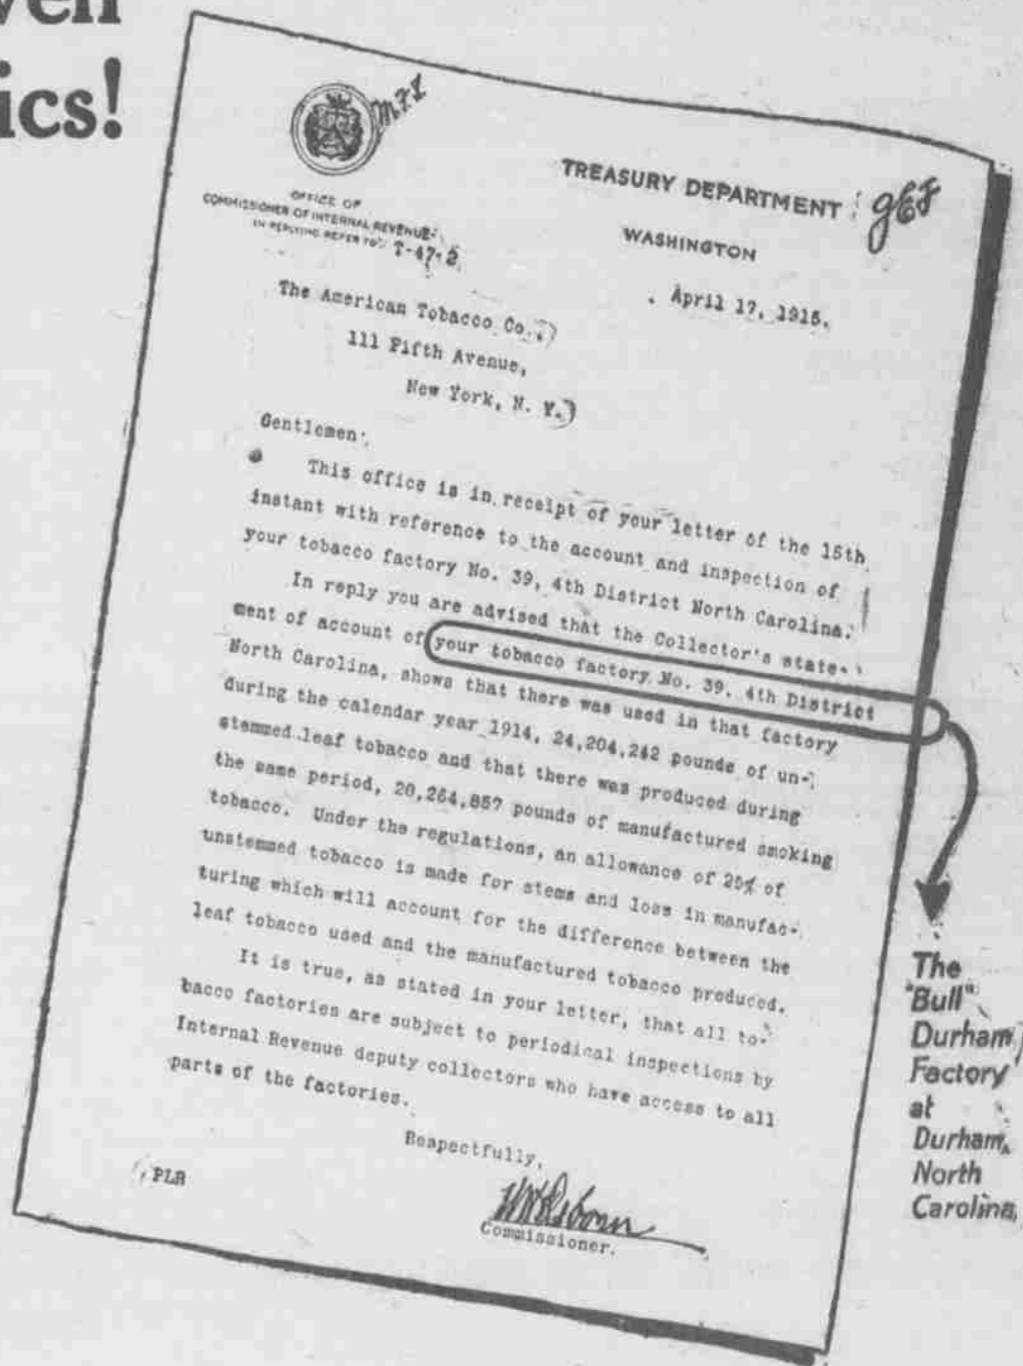 ven
ics!
M.F.L
OFFICE OF
COMMISSIONER OF INTERNAL REVENUE
IN REPLYING REFER TO T-47-2
TREASURY DEPARTMENT
WASHINGTON
April 17, 1915.
The American Tobacco Co.,
111 Fifth Avenue,
New York, N. Y.
Gentlemen:
This office is in receipt of your letter of the 15th
instant with reference to the account and inspection of
your tobacco factory No. 39, 4th District North Carolina.
In reply you are advised that the Collector's state-
ment of account of your tobacco factory No. 39, 4th District
North Carolina, shows that there was used in that factory
during the calendar year 1914, 24,204,242 pounds of un-
stemmed leaf tobacco and that there was produced during
the same period, 20,264,857 pounds of manufactured smoking
tobacco. Under the regulations, an allowance of 25% of
unstemmed tobacco is made for stems and loss in manufac-
turing which will account for the difference between the
leaf tobacco used and the manufactured tobacco produced.
It is true, as stated in your letter, that all to-
bacco factories are subject to periodical inspections by
Internal Revenue deputy collectors who have access to all
parts of the factories.
Respectfully,
PLR
Commissioner.
The
"Bull"
Durham
Factory
at
Durham,
North
Carolina